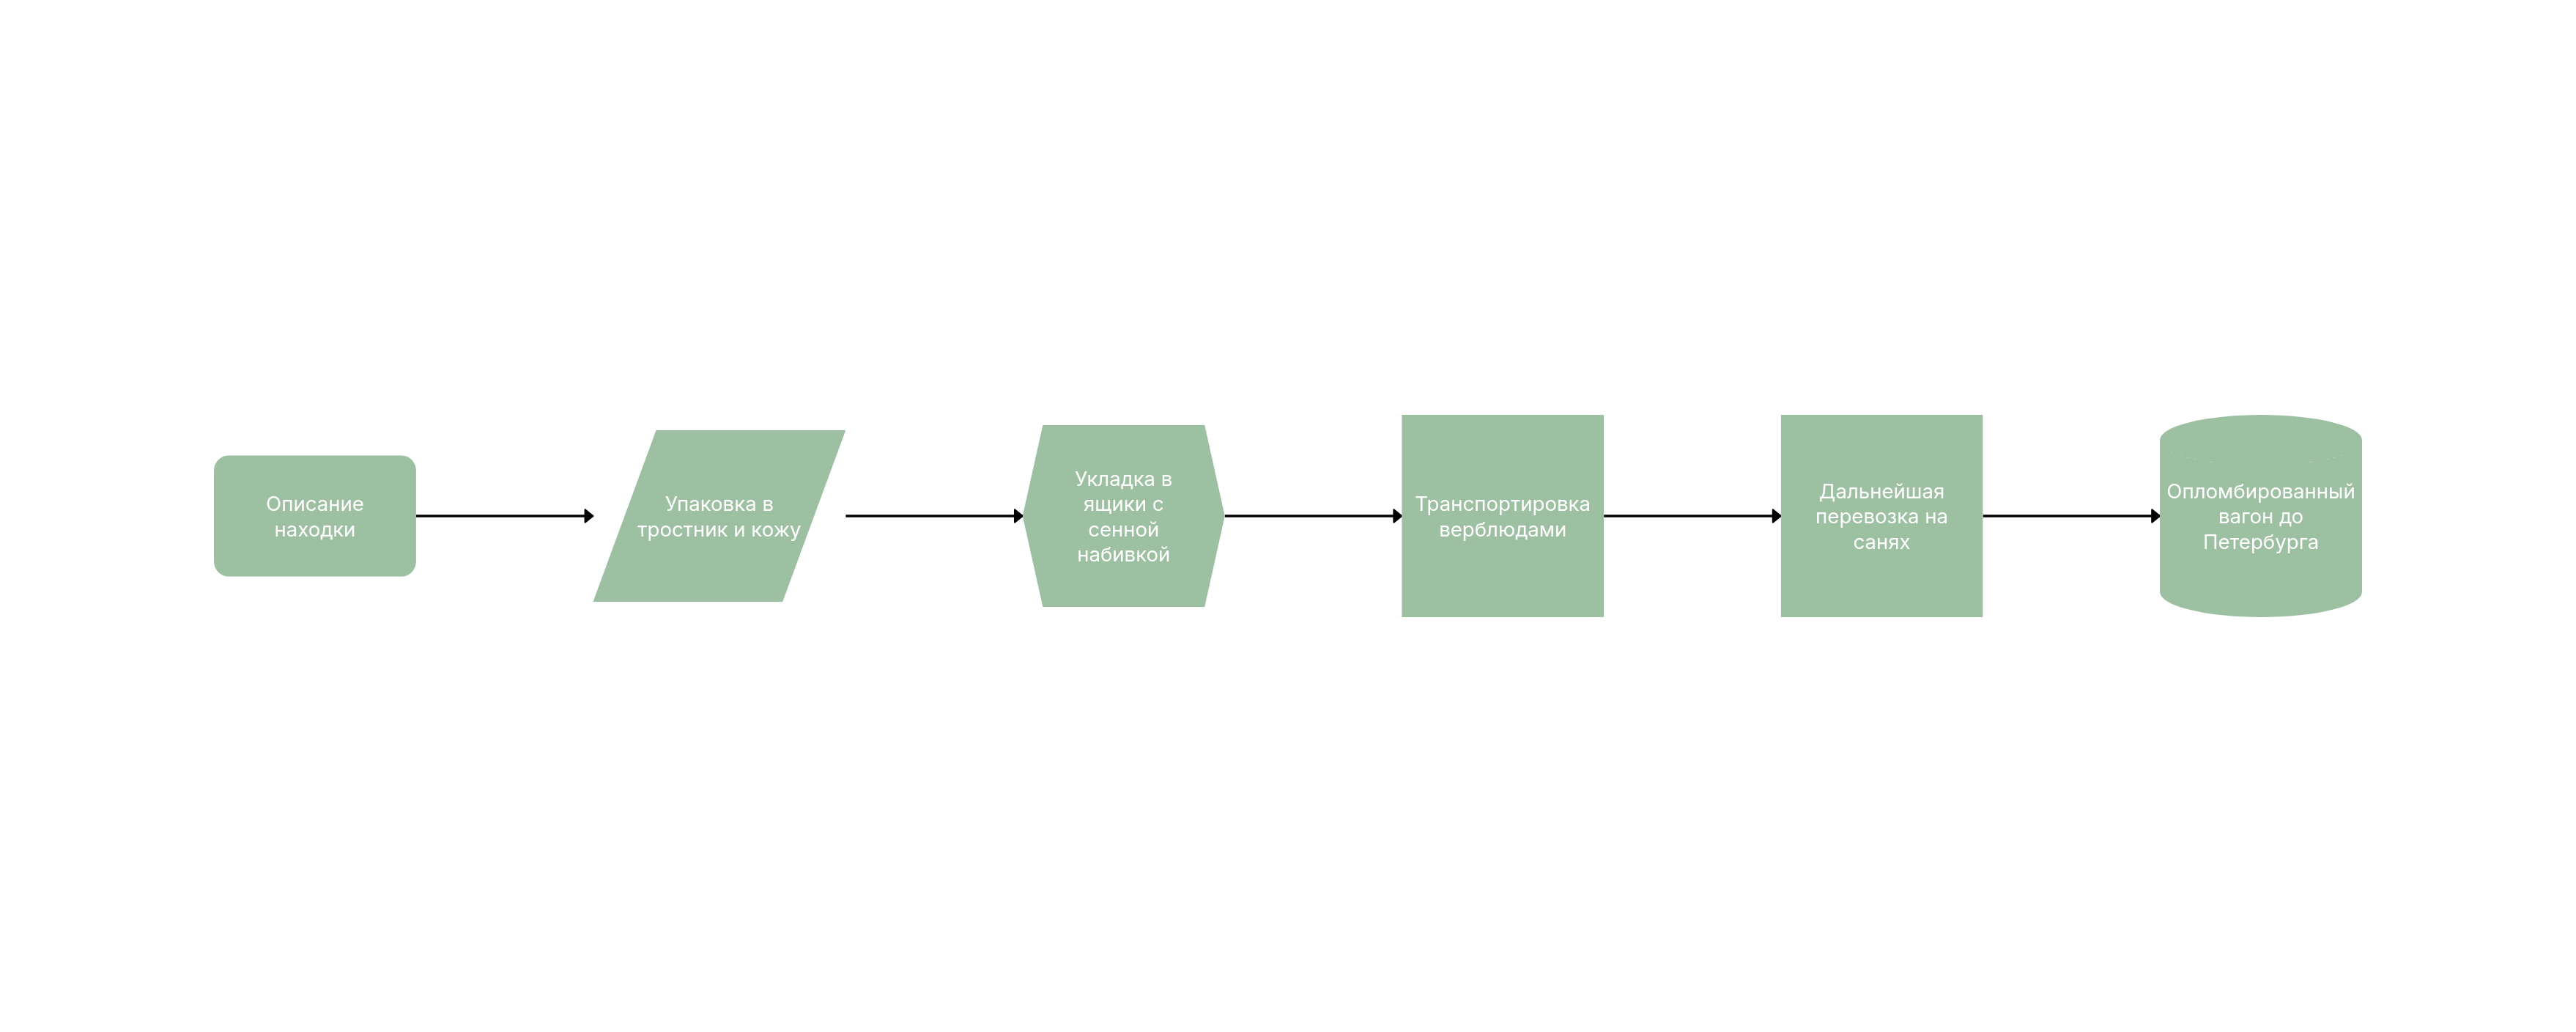 Описание
находки
Упаковка в
тростник и кожу
Укладка в
ящики с
сенной
набивкой
Транспортировка
верблюдами
Дальнейшая
перевозка на
санях
Опломбированный
вагон до
Петербурга